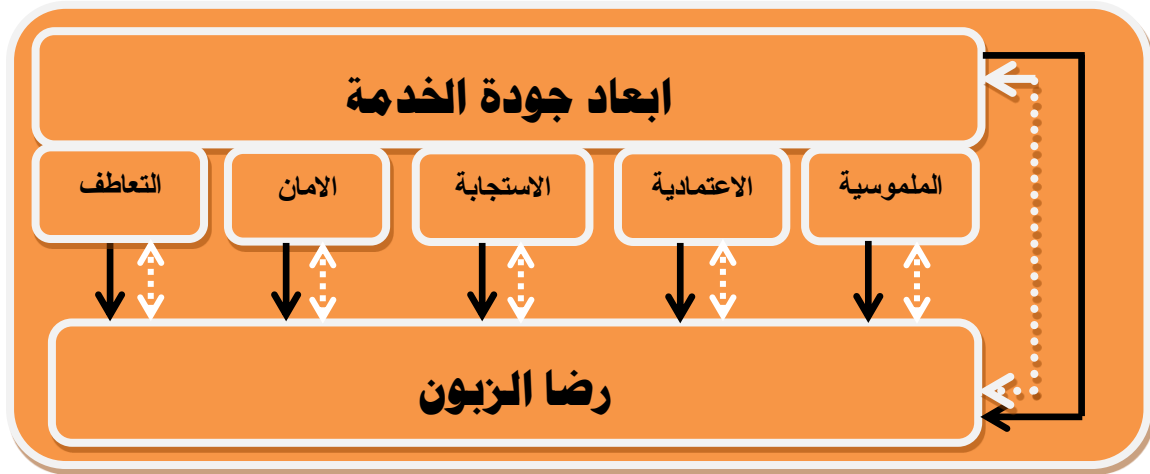 ابعاد جودة الخدمة
الملموسية
الاعتمادية
الاستجابة
الامان
التعاطف
رضا الزبون